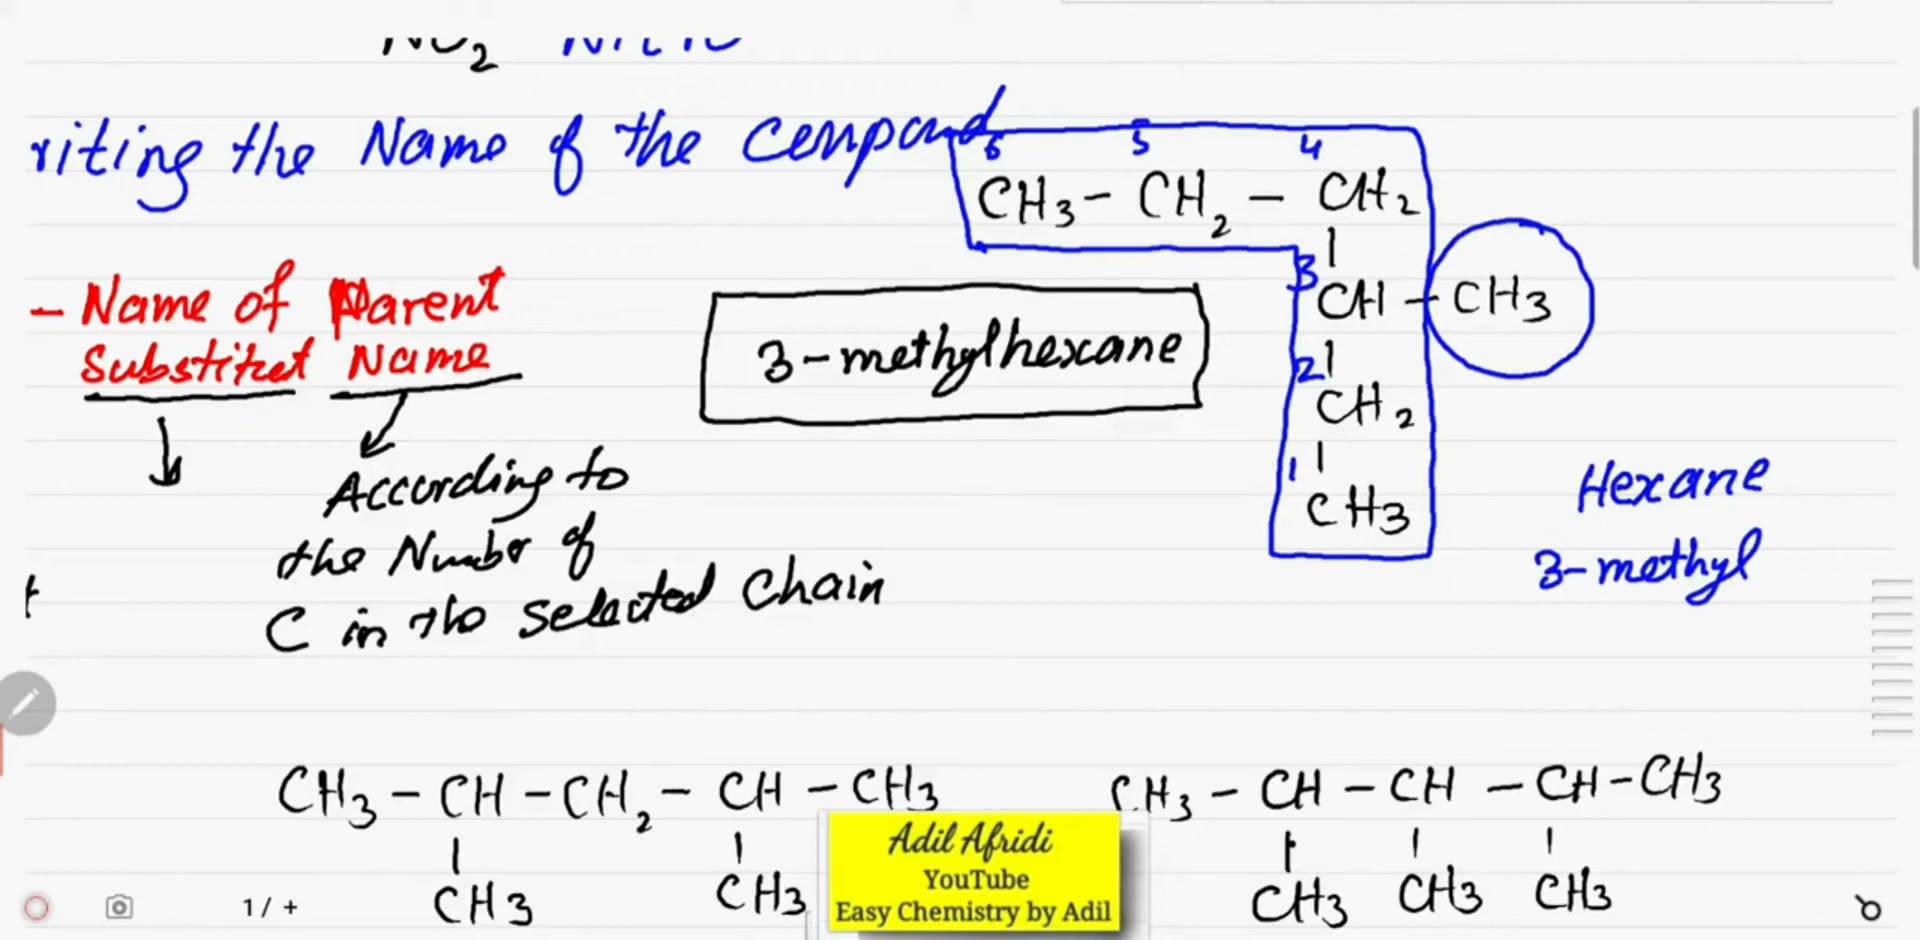 NO2
riting the Name of the Compound
6 5 4
CH3 - CH2 - CH2
3
CH - CH3
2
CH2
1
CH3
- Name of Parent
Substituet Name
3-methylhexane
According to
the Number of
C in the selected chain
Hexane
3-methyl
CH3 - CH - CH2 - CH - CH3
CH3 CH3
CH3 - CH - CH - CH - CH3
CH3 CH3 CH3
Adil Afridi
YouTube
Easy Chemistry by Adil
1/ +